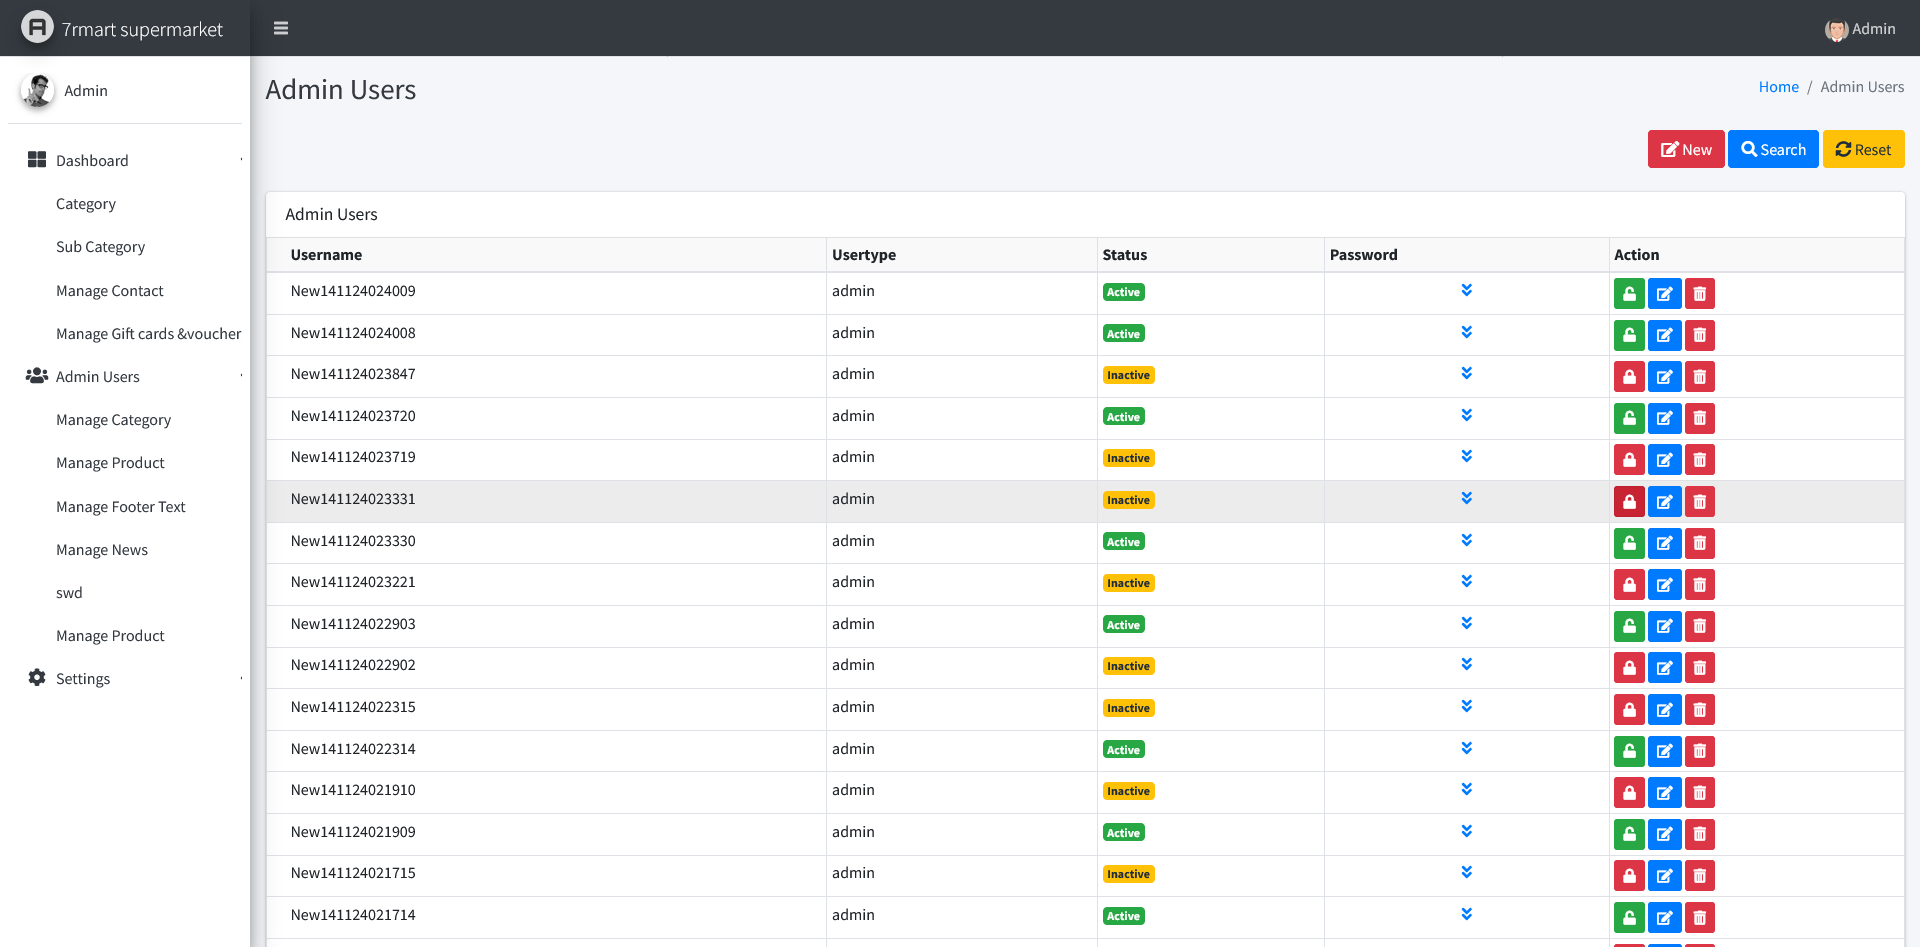 7rmart supermarket
Admin
Admin
Dashboard
Category
Sub Category
Manage Contact
Manage Gift cards &voucher
Admin Users
Manage Category
Manage Product
Manage Footer Text
Manage News
swd
Manage Product
Settings
Admin Users
Home / Admin Users
New Search Reset
Admin Users
Username Usertype Status Password Action
New141124024009 admin Active
New141124024008 admin Active
New141124023847 admin Inactive
New141124023720 admin Active
New141124023719 admin Inactive
New141124023331 admin Inactive
New141124023330 admin Active
New141124023221 admin Inactive
New141124022903 admin Active
New141124022902 admin Inactive
New141124022315 admin Inactive
New141124022314 admin Active
New141124021910 admin Inactive
New141124021909 admin Active
New141124021715 admin Inactive
New141124021714 admin Active